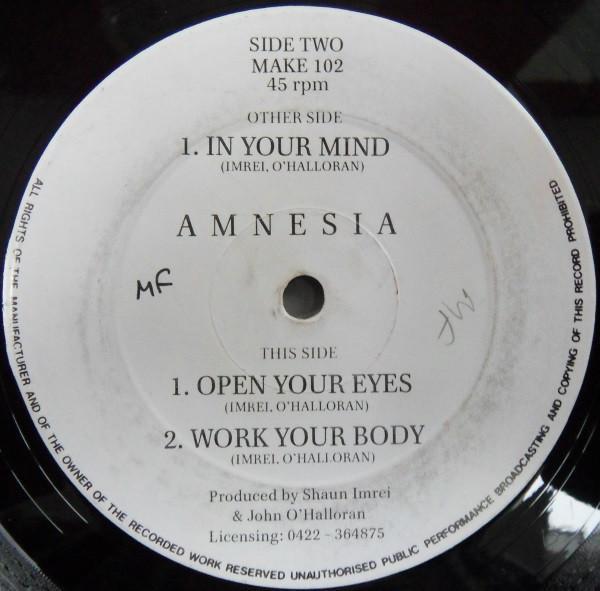 SIDE TWO
MAKE 102
45 rpm
OTHER SIDE
1. IN YOUR MIND
(IMREI, O'HALLORAN)
AMNESIA
MF
THIS SIDE
1. OPEN YOUR EYES
(IMREI, O'HALLORAN)
2. WORK YOUR BODY
(IMREI, O'HALLORAN)
Produced by Shaun Imrei
& John O'Halloran
Licensing: 0422 - 364875
ALL RIGHTS OF THE MANUFACTURER AND OF THE OWNER OF THE RECORDED WORK RESERVED UNAUTHORISED PUBLIC PERFORMANCE BROADCASTING AND COPYING OF THIS RECORD PROHIBITED